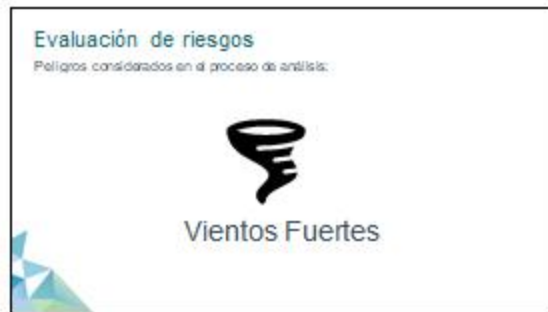 Evaluación de riesgos
Peligros considerados en el proceso de análisis:
Vientos Fuertes